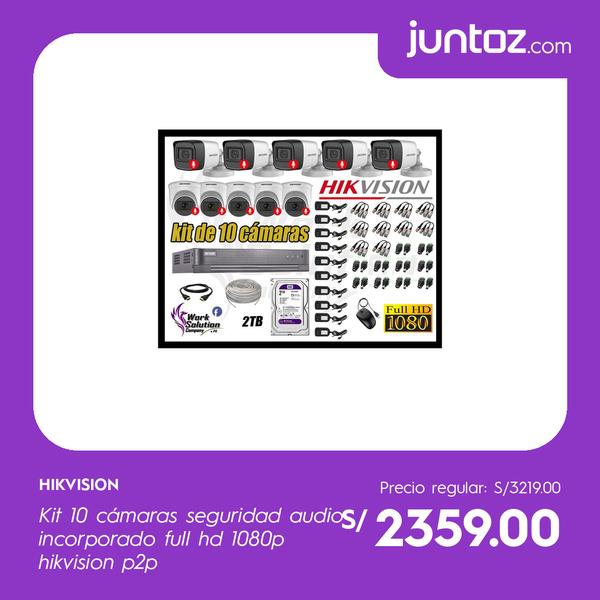 juntoz.com
HIKVISION
kit de 10 cámaras
2TB
Work
Solution
Company
Full HD
1080
HIKVISION
Precio regular: S/3219.00
Kit 10 cámaras seguridad audio
S/ 2359.00
incorporado full hd 1080p
hikvision p2p